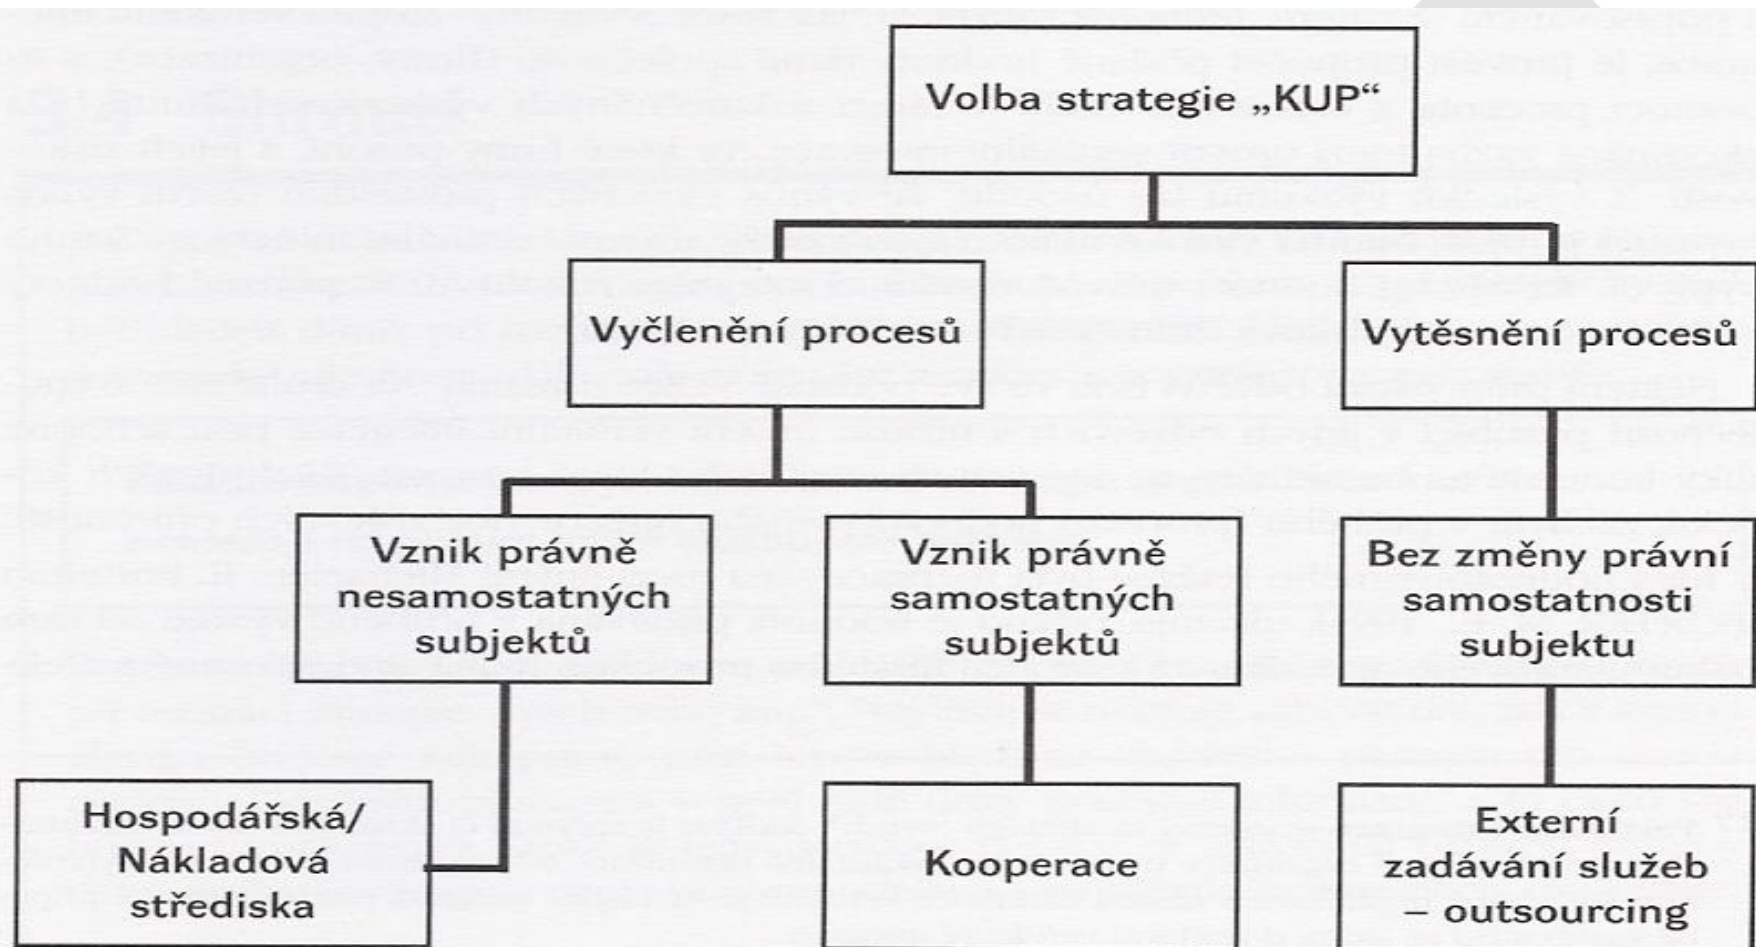 Volba strategie „KUP“
Vyčlenění procesů
Vytěsnění procesů
Vznik právně
nesamostatných
subjektů
Vznik právně
samostatných
subjektů
Bez změny právní
samostatnosti
subjektu
Hospodářská/
Nákladová
střediska
Kooperace
Externí
zadávání služeb
– outsourcing